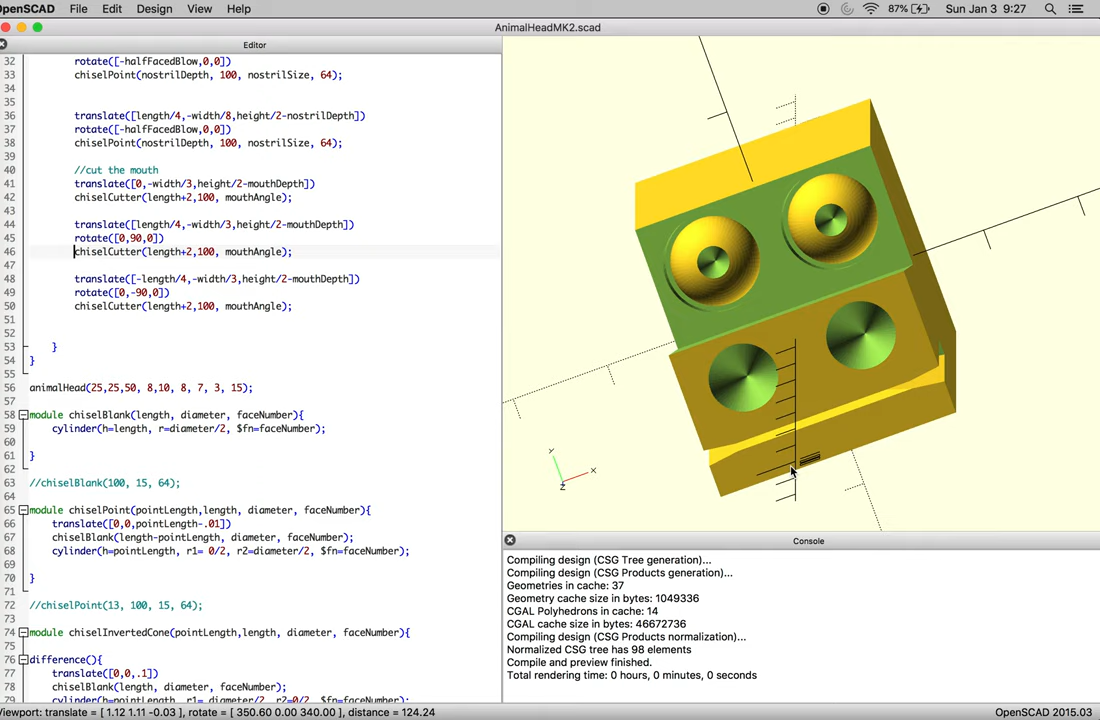 OpenSCAD File Edit Design View Help 87% Sun Jan 3 9:27
AnimalHeadMK2.scad
Editor
32 rotate([-halfFacedBlow,0,0])
33 chiselPoint(nostrilDepth, 100, nostrilSize, 64);
34
35
36 translate([length/4,-width/8,height/2-nostrilDepth])
37 rotate([-halfFacedBlow,0,0])
38 chiselPoint(nostrilDepth, 100, nostrilSize, 64);
39
40 //cut the mouth
41 translate([0,-width/3,height/2-mouthDepth])
42 chiselCutter(length+2,100, mouthAngle);
43
44 translate([length/4,-width/3,height/2-mouthDepth])
45 rotate([0,90,0])
46 chiselCutter(length+2,100, mouthAngle);
47
48 translate([-length/4,-width/3,height/2-mouthDepth])
49 rotate([0,-90,0])
50 chiselCutter(length+2,100, mouthAngle);
51
52
53 }
54 }
55
56 animalHead(25,25,50, 8,10, 8, 7, 3, 15);
57
58 module chiselBlank(length, diameter, faceNumber){
59 cylinder(h=length, r=diameter/2, $fn=faceNumber);
60
61 }
62
63 //chiselBlank(100, 15, 64);
64
65 module chiselPoint(pointLength,length, diameter, faceNumber){
66 translate([0,0,pointLength-.01])
67 chiselBlank(length-pointLength, diameter, faceNumber);
68 cylinder(h=pointLength, r1= 0/2, r2=diameter/2, $fn=faceNumber);
69
70 }
71
72 //chiselPoint(13, 100, 15, 64);
73
74 module chiselInvertedCone(pointLength,length, diameter, faceNumber){
75
76 difference(){
77 translate([0,0,.1])
78 chiselBlank(length, diameter, faceNumber);
79 cylinder(h=pointLength, r1= diameter/2, r2=0/2, $fn=faceNumber);
Y
X
Z
Console
Compiling design (CSG Tree generation)...
Compiling design (CSG Products generation)...
Geometries in cache: 37
Geometry cache size in bytes: 1049336
CGAL Polyhedrons in cache: 14
CGAL cache size in bytes: 46672736
Compiling design (CSG Products normalization)...
Normalized CSG tree has 98 elements
Compile and preview finished.
Total rendering time: 0 hours, 0 minutes, 0 seconds
Viewport: translate = [ 1.12 1.11 -0.03 ], rotate = [ 350.60 0.00 340.00 ], distance = 124.24 OpenSCAD 2015.03